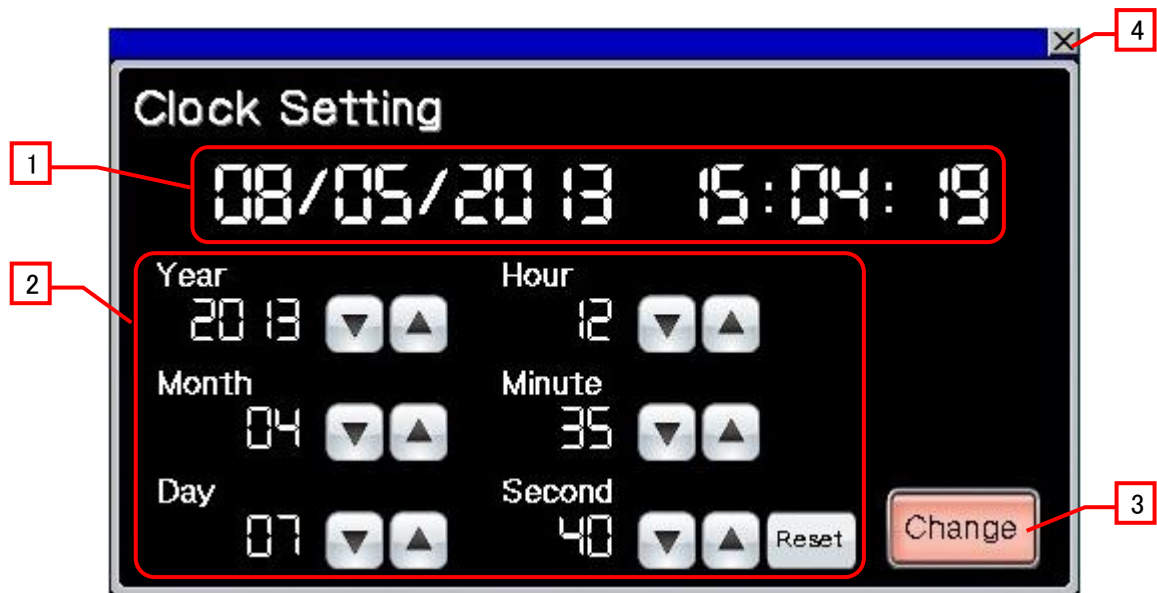 4
Clock Setting
1
08/05/2013 15:04:19
2
Year Hour
2013 ▼ ▲ 12 ▼ ▲
Month Minute
04 ▼ ▲ 35 ▼ ▲
Day Second
07 ▼ ▲ 40 ▼ ▲ Reset
Change
3